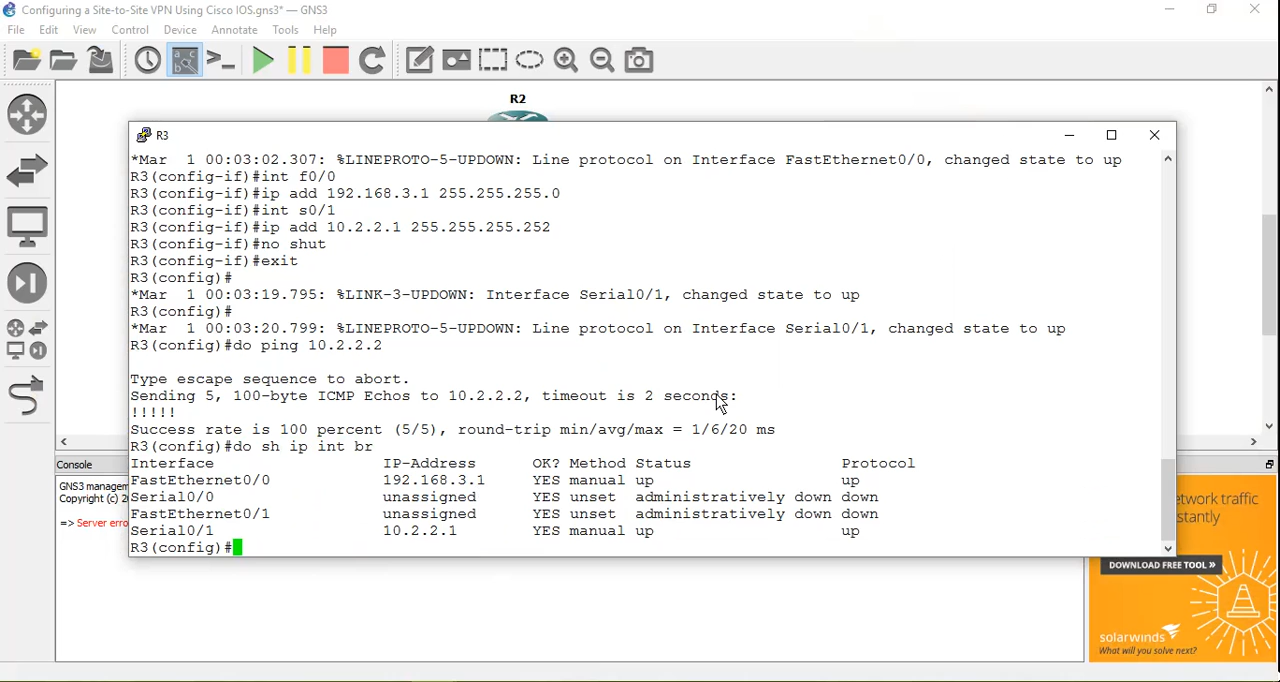 Configuring a Site-to-Site VPN Using Cisco IOS.gns3* — GNS3
File Edit View Control Device Annotate Tools Help
R2
R3
*Mar  1 00:03:02.307: %LINEPROTO-5-UPDOWN: Line protocol on Interface FastEthernet0/0, changed state to up
R3(config-if)#int f0/0
R3(config-if)#ip add 192.168.3.1 255.255.255.0
R3(config-if)#int s0/1
R3(config-if)#ip add 10.2.2.1 255.255.255.252
R3(config-if)#no shut
R3(config-if)#exit
R3(config)#
*Mar  1 00:03:19.795: %LINK-3-UPDOWN: Interface Serial0/1, changed state to up
R3(config)#
*Mar  1 00:03:20.799: %LINEPROTO-5-UPDOWN: Line protocol on Interface Serial0/1, changed state to up
R3(config)#do ping 10.2.2.2
Type escape sequence to abort.
Sending 5, 100-byte ICMP Echos to 10.2.2.2, timeout is 2 seconds:
!!!!!
Success rate is 100 percent (5/5), round-trip min/avg/max = 1/6/20 ms
R3(config)#do sh ip int br
Interface IP-Address OK? Method Status Protocol
FastEthernet0/0 192.168.3.1 YES manual up up
Serial0/0 unassigned YES unset administratively down down
FastEthernet0/1 unassigned YES unset administratively down down
Serial0/1 10.2.2.1 YES manual up up
R3(config)#
Console
GNS3 managem
Copyright (c) 2
=> Server erro
etwork traffic
stantly
DOWNLOAD FREE TOOL »
solarwinds
What will you solve next?